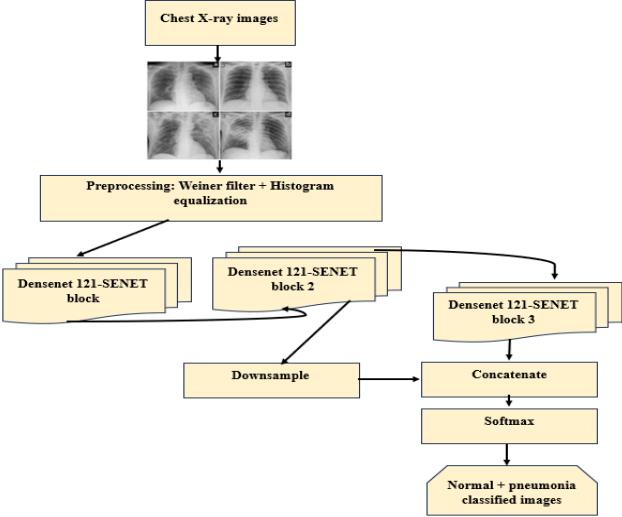 Chest X-ray images
Preprocessing: Weiner filter + Histogram
equalization
Densenet 121-SENET
block
Densenet 121-SENET
block 2
Densenet 121-SENET
block 3
Downsample
Concatenate
Softmax
Normal + pneumonia
classified images